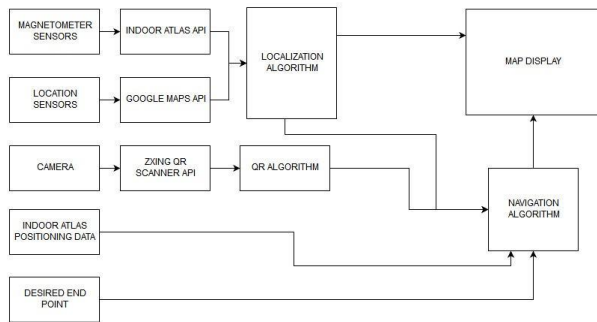 MAGNETOMETER
SENSORS
INDOOR ATLAS API
LOCALIZATION
ALGORITHM
MAP DISPLAY
LOCATION
SENSORS
GOOGLE MAPS API
CAMERA
ZXING QR
SCANNER API
QR ALGORITHM
NAVIGATION
ALGORITHM
INDOOR ATLAS
POSITIONING DATA
DESIRED END
POINT